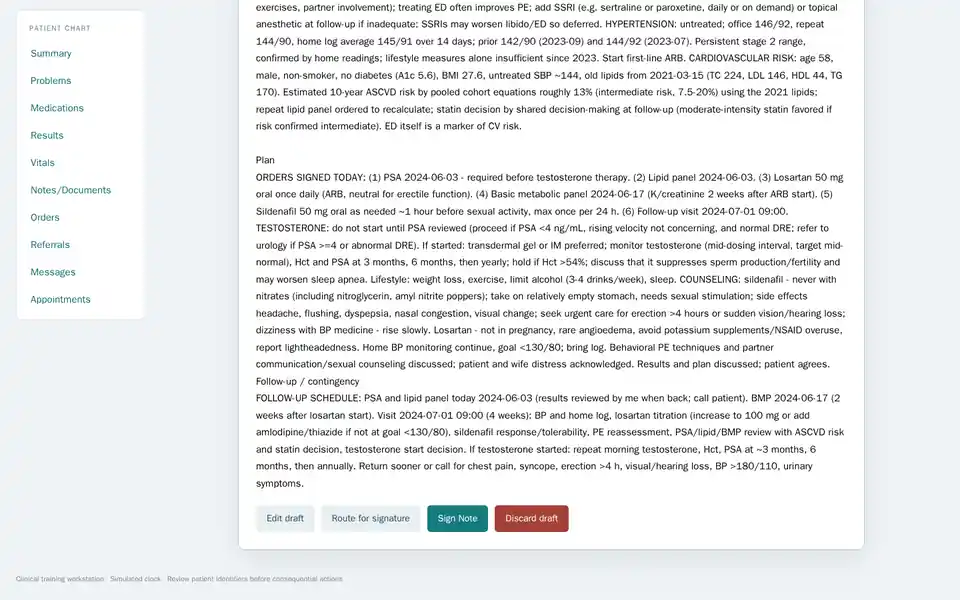 PATIENT CHART
Summary
Problems
Medications
Results
Vitals
Notes/Documents
Orders
Referrals
Messages
Appointments
exercises, partner involvement); treating ED often improves PE; add SSRI (e.g. sertraline or paroxetine, daily or on demand) or topical
anesthetic at follow-up if inadequate; SSRIs may worsen libido/ED so deferred. HYPERTENSION: untreated; office 146/92, repeat
144/90, home log average 145/91 over 14 days; prior 142/90 (2023-09) and 144/92 (2023-07). Persistent stage 2 range,
confirmed by home readings; lifestyle measures alone insufficient since 2023. Start first-line ARB. CARDIOVASCULAR RISK: age 58,
male, non-smoker, no diabetes (A1c 5.6), BMI 27.6, untreated SBP ~144, old lipids from 2021-03-15 (TC 224, LDL 146, HDL 44, TG
170). Estimated 10-year ASCVD risk by pooled cohort equations roughly 13% (intermediate risk, 7.5-20%) using the 2021 lipids;
repeat lipid panel ordered to recalculate; statin decision by shared decision-making at follow-up (moderate-intensity statin favored if
risk confirmed intermediate). ED itself is a marker of CV risk.
Plan
ORDERS SIGNED TODAY: (1) PSA 2024-06-03 - required before testosterone therapy. (2) Lipid panel 2024-06-03. (3) Losartan 50 mg
oral once daily (ARB, neutral for erectile function). (4) Basic metabolic panel 2024-06-17 (K/creatinine 2 weeks after ARB start). (5)
Sildenafil 50 mg oral as needed ~1 hour before sexual activity, max once per 24 h. (6) Follow-up visit 2024-07-01 09:00.
TESTOSTERONE: do not start until PSA reviewed (proceed if PSA <4 ng/mL, rising velocity not concerning, and normal DRE; refer to
urology if PSA >=4 or abnormal DRE). If started: transdermal gel or IM preferred; monitor testosterone (mid-dosing interval, target mid-
normal), Hct and PSA at 3 months, 6 months, then yearly; hold if Hct >54%; discuss that it suppresses sperm production/fertility and
may worsen sleep apnea. Lifestyle: weight loss, exercise, limit alcohol (3-4 drinks/week), sleep. COUNSELING: sildenafil - never with
nitrates (including nitroglycerin, amyl nitrite poppers); take on relatively empty stomach, needs sexual stimulation; side effects
headache, flushing, dyspepsia, nasal congestion, visual change; seek urgent care for erection >4 hours or sudden vision/hearing loss;
dizziness with BP medicine - rise slowly. Losartan - not in pregnancy, rare angioedema, avoid potassium supplements/NSAID overuse,
report lightheadedness. Home BP monitoring continue, goal <130/80; bring log. Behavioral PE techniques and partner
communication/sexual counseling discussed; patient and wife distress acknowledged. Results and plan discussed; patient agrees.
Follow-up / contingency
FOLLOW-UP SCHEDULE: PSA and lipid panel today 2024-06-03 (results reviewed by me when back; call patient). BMP 2024-06-17 (2
weeks after losartan start). Visit 2024-07-01 09:00 (4 weeks): BP and home log, losartan titration (increase to 100 mg or add
amlodipine/thiazide if not at goal <130/80), sildenafil response/tolerability, PE reassessment, PSA/lipid/BMP review with ASCVD risk
and statin decision, testosterone start decision. If testosterone started: repeat morning testosterone, Hct, PSA at ~3 months, 6
months, then annually. Return sooner or call for chest pain, syncope, erection >4 h, visual/hearing loss, BP >180/110, urinary
symptoms.
Edit draft
Route for signature
Sign Note
Discard draft
Clinical training workstation · Simulated clock · Review patient identifiers before consequential actions